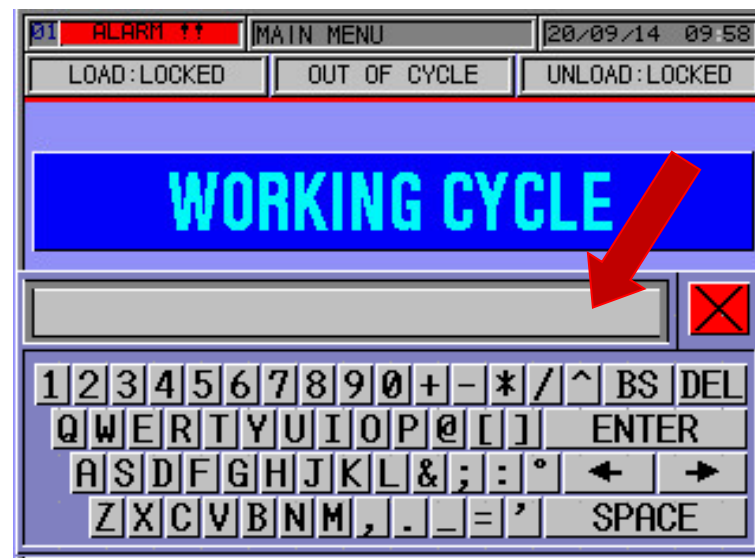 01 ALARM !! MAIN MENU 20/09/14 09:58
LOAD:LOCKED OUT OF CYCLE UNLOAD:LOCKED
WORKING CYCLE
1 2 3 4 5 6 7 8 9 0 + - * / ^ BS DEL
Q W E R T Y U I O P @ [ ] ENTER
A S D F G H J K L & ; : ° ← →
Z X C V B N M , . _ = ' SPACE